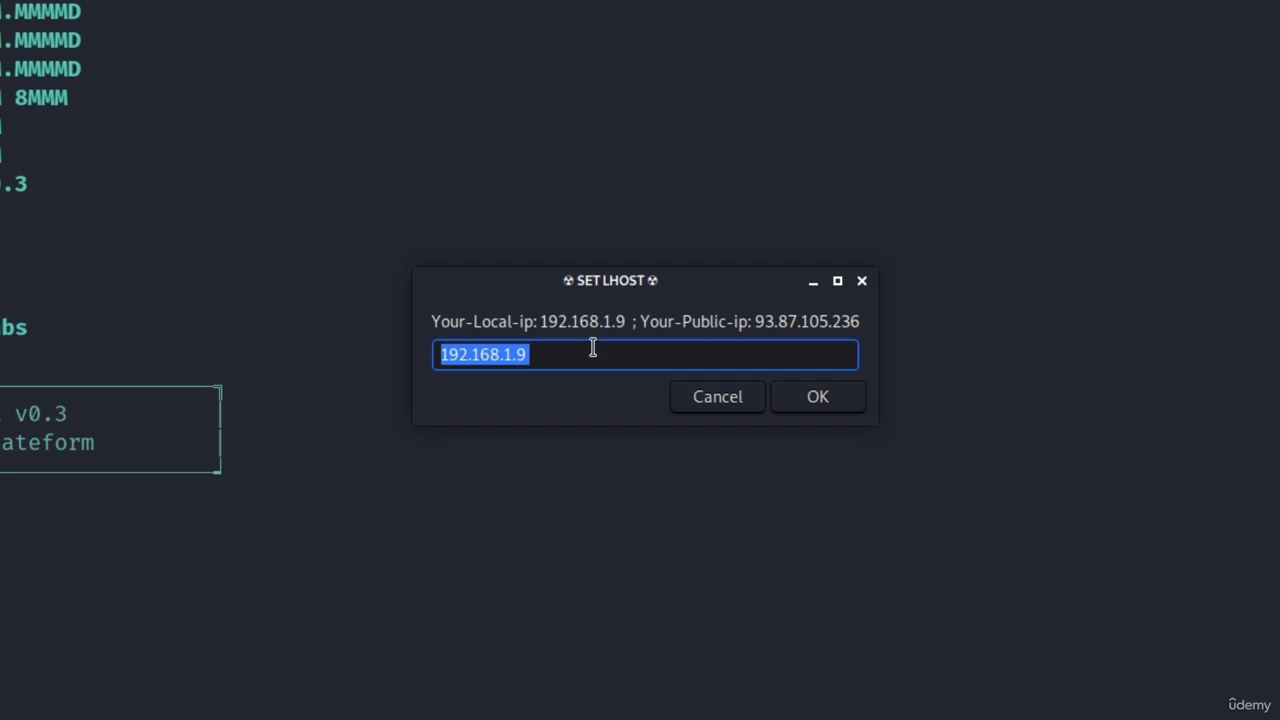 .MMMMD
.MMMMD
.MMMMD
8MMM
.3
☢ SET LHOST ☢
Your-Local-ip: 192.168.1.9 ; Your-Public-ip: 93.87.105.236
bs
192.168.1.9
Cancel OK
v0.3
ateform
ûdemy